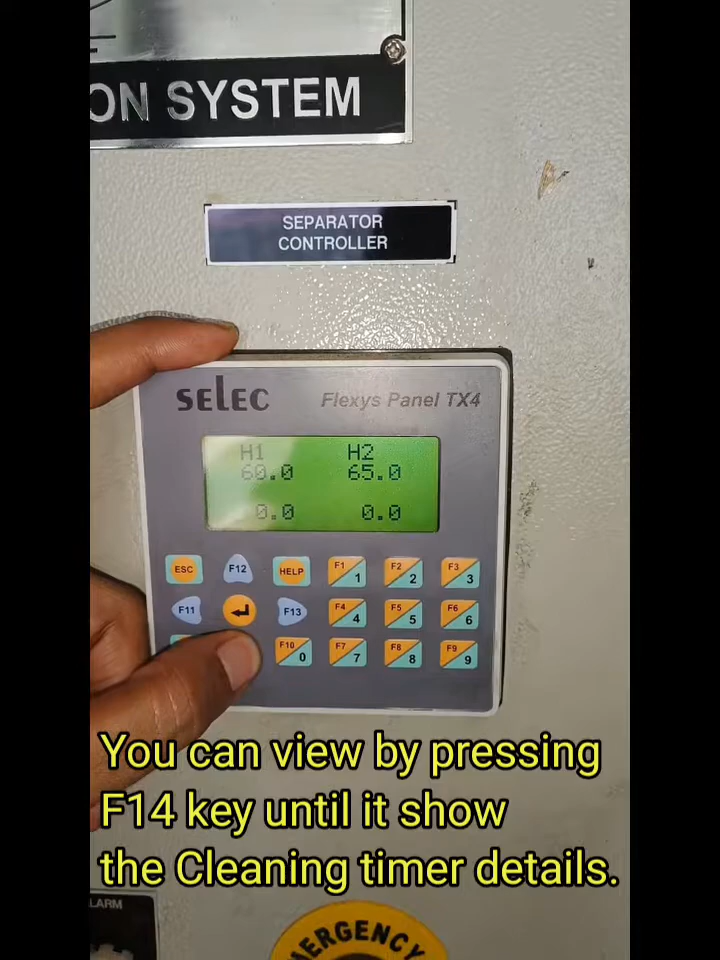 ON SYSTEM
SEPARATOR
CONTROLLER
SELEC Flexys Panel TX4
H1 H2
60.0 65.0
0.0 0.0
ESC F12 HELP F1 1 F2 2 F3 3
F11 F13 F4 4 F5 5 F6 6
F10 0 F7 7 F8 8 F9 9
You can view by pressing
F14 key until it show
the Cleaning timer details.
ALARM
ERGENCY